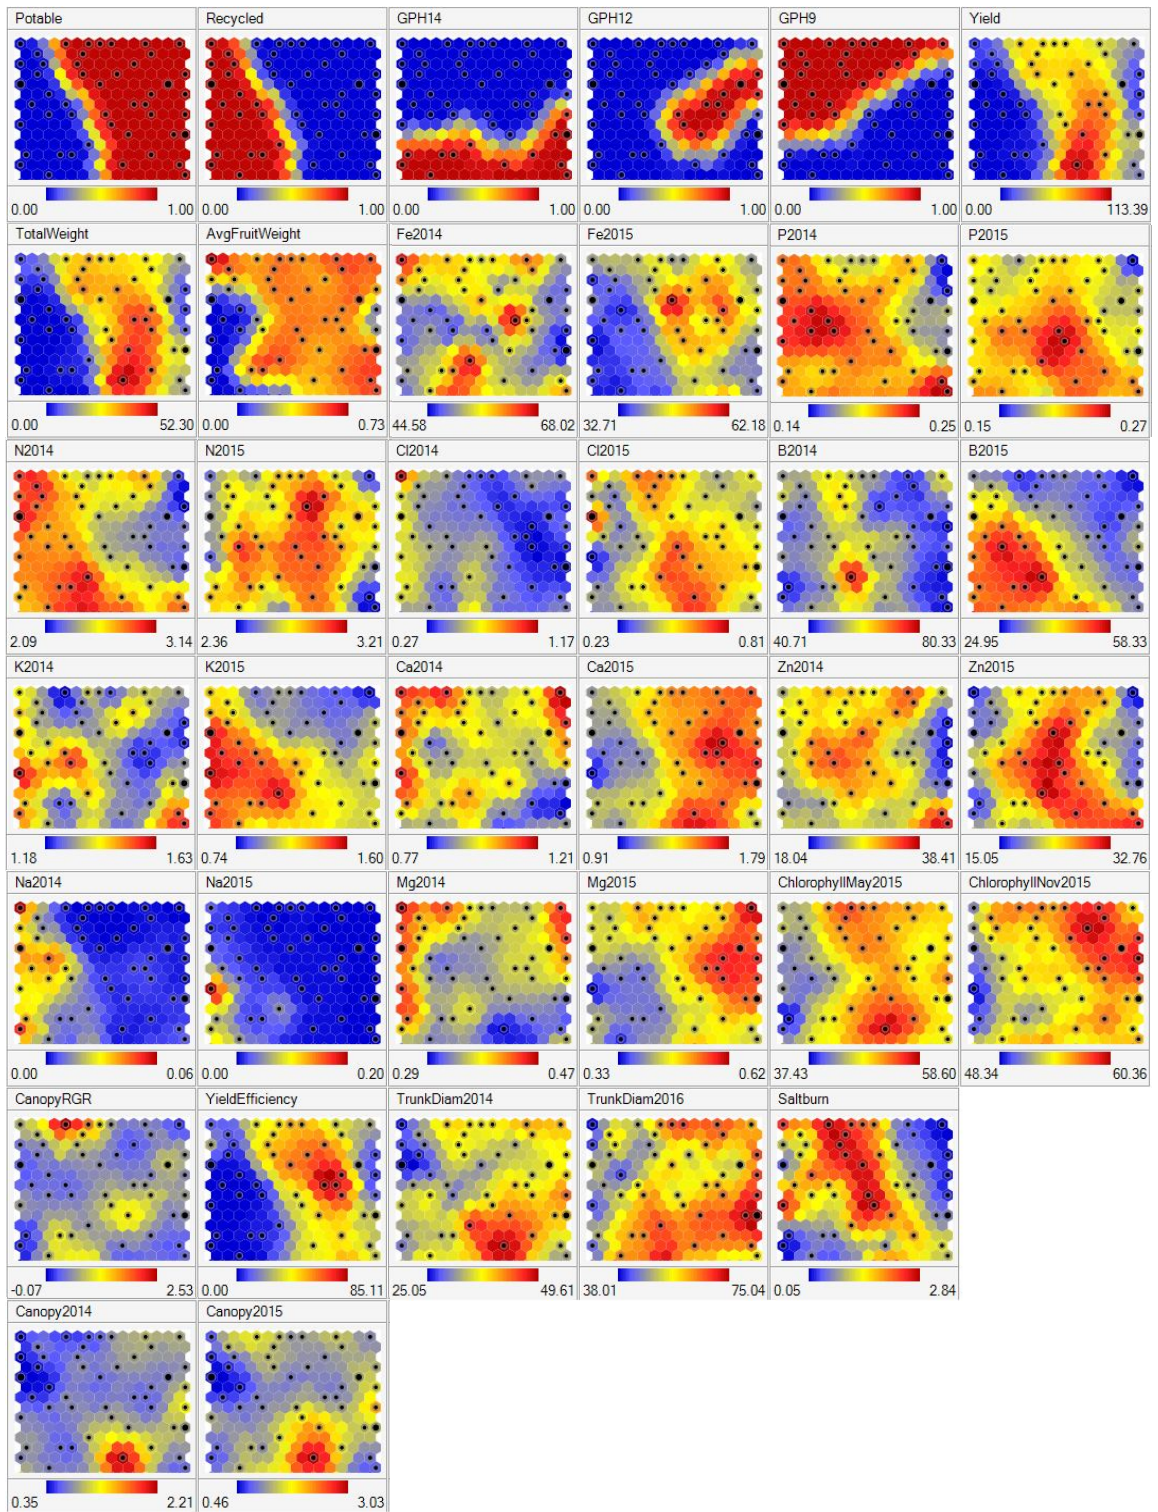 Potable Recycled GPH14 GPH12 GPH9 Yield
0.00 1.00 0.00 1.00 0.00 1.00 0.00 1.00 0.00 1.00 0.00 113.39
TotalWeight AvgFruitWeight Fe2014 Fe2015 P2014 P2015
0.00 52.30 0.00 0.73 44.58 68.02 32.71 62.18 0.14 0.25 0.15 0.27
N2014 N2015 Cl2014 Cl2015 B2014 B2015
2.09 3.14 2.36 3.21 0.27 1.17 0.23 0.81 40.71 80.33 24.95 58.33
K2014 K2015 Ca2014 Ca2015 Zn2014 Zn2015
1.18 1.63 0.74 1.60 0.77 1.21 0.91 1.79 18.04 38.41 15.05 32.76
Na2014 Na2015 Mg2014 Mg2015 ChlorophyllMay2015 ChlorophyllNov2015
0.00 0.06 0.00 0.20 0.29 0.47 0.33 0.62 37.43 58.60 48.34 60.36
CanopyRGR YieldEfficiency TrunkDiam2014 TrunkDiam2016 Saltburn
-0.07 2.53 0.00 85.11 25.05 49.61 38.01 75.04 0.05 2.84
Canopy2014 Canopy2015
0.35 2.21 0.46 3.03